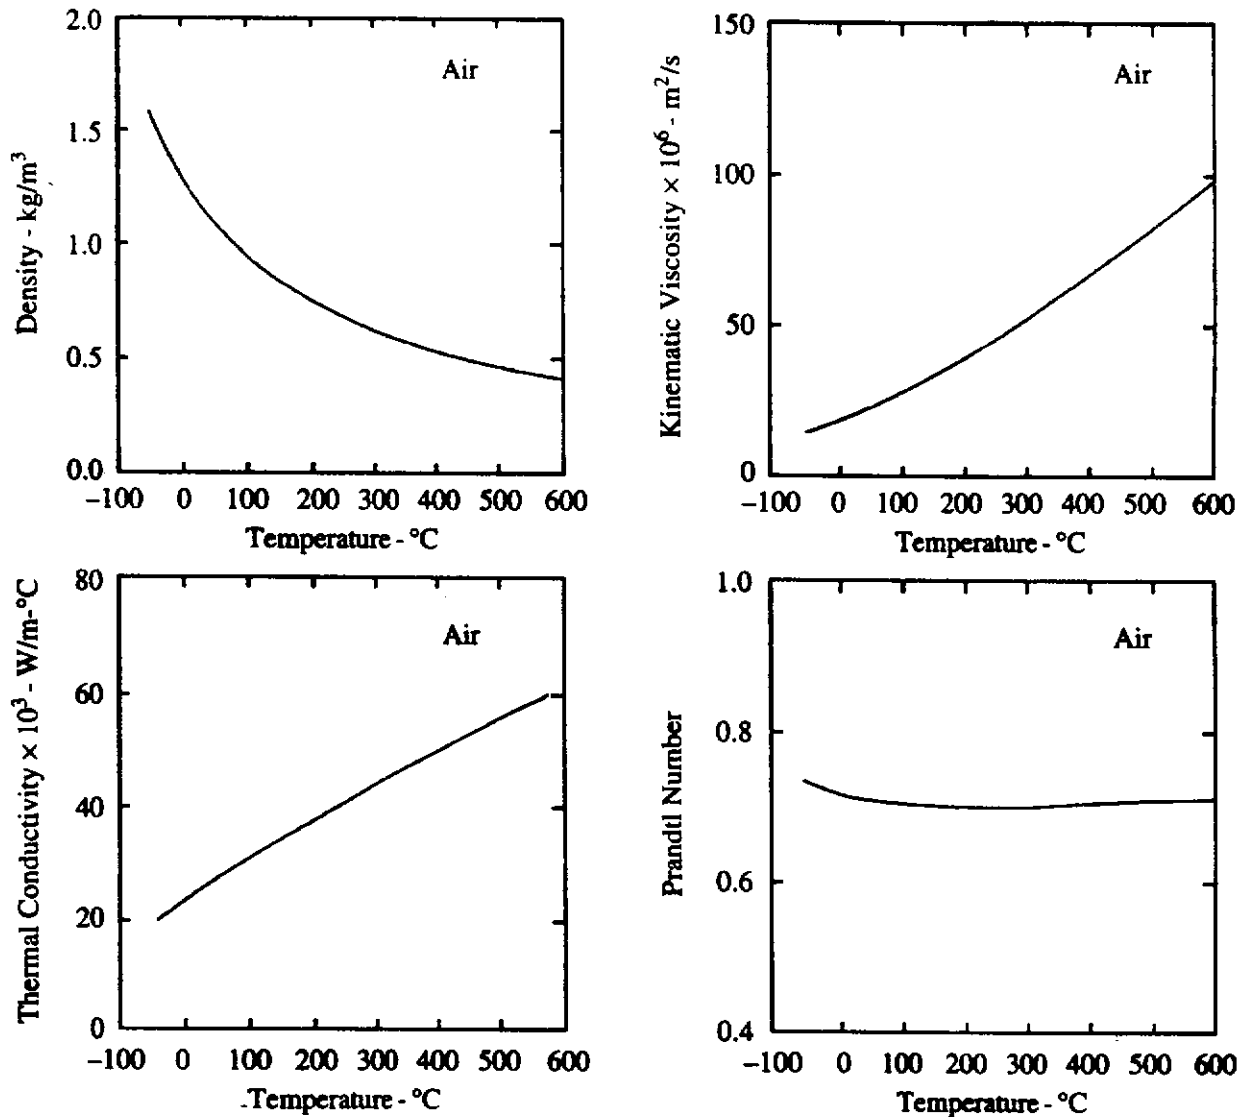 2.0
Air
1.5
1.0
0.5
0.0
Density - kg/m³
−100 0 100 200 300 400 500 600
Temperature - °C
150
Air
100
50
0
Kinematic Viscosity × 10⁶ - m²/s
−100 0 100 200 300 400 500 600
Temperature - °C
80
Air
60
40
20
0
Thermal Conductivity × 10³ - W/m-°C
−100 0 100 200 300 400 500 600
Temperature - °C
1.0
Air
0.8
0.6
0.4
Prandtl Number
−100 0 100 200 300 400 500 600
Temperature - °C